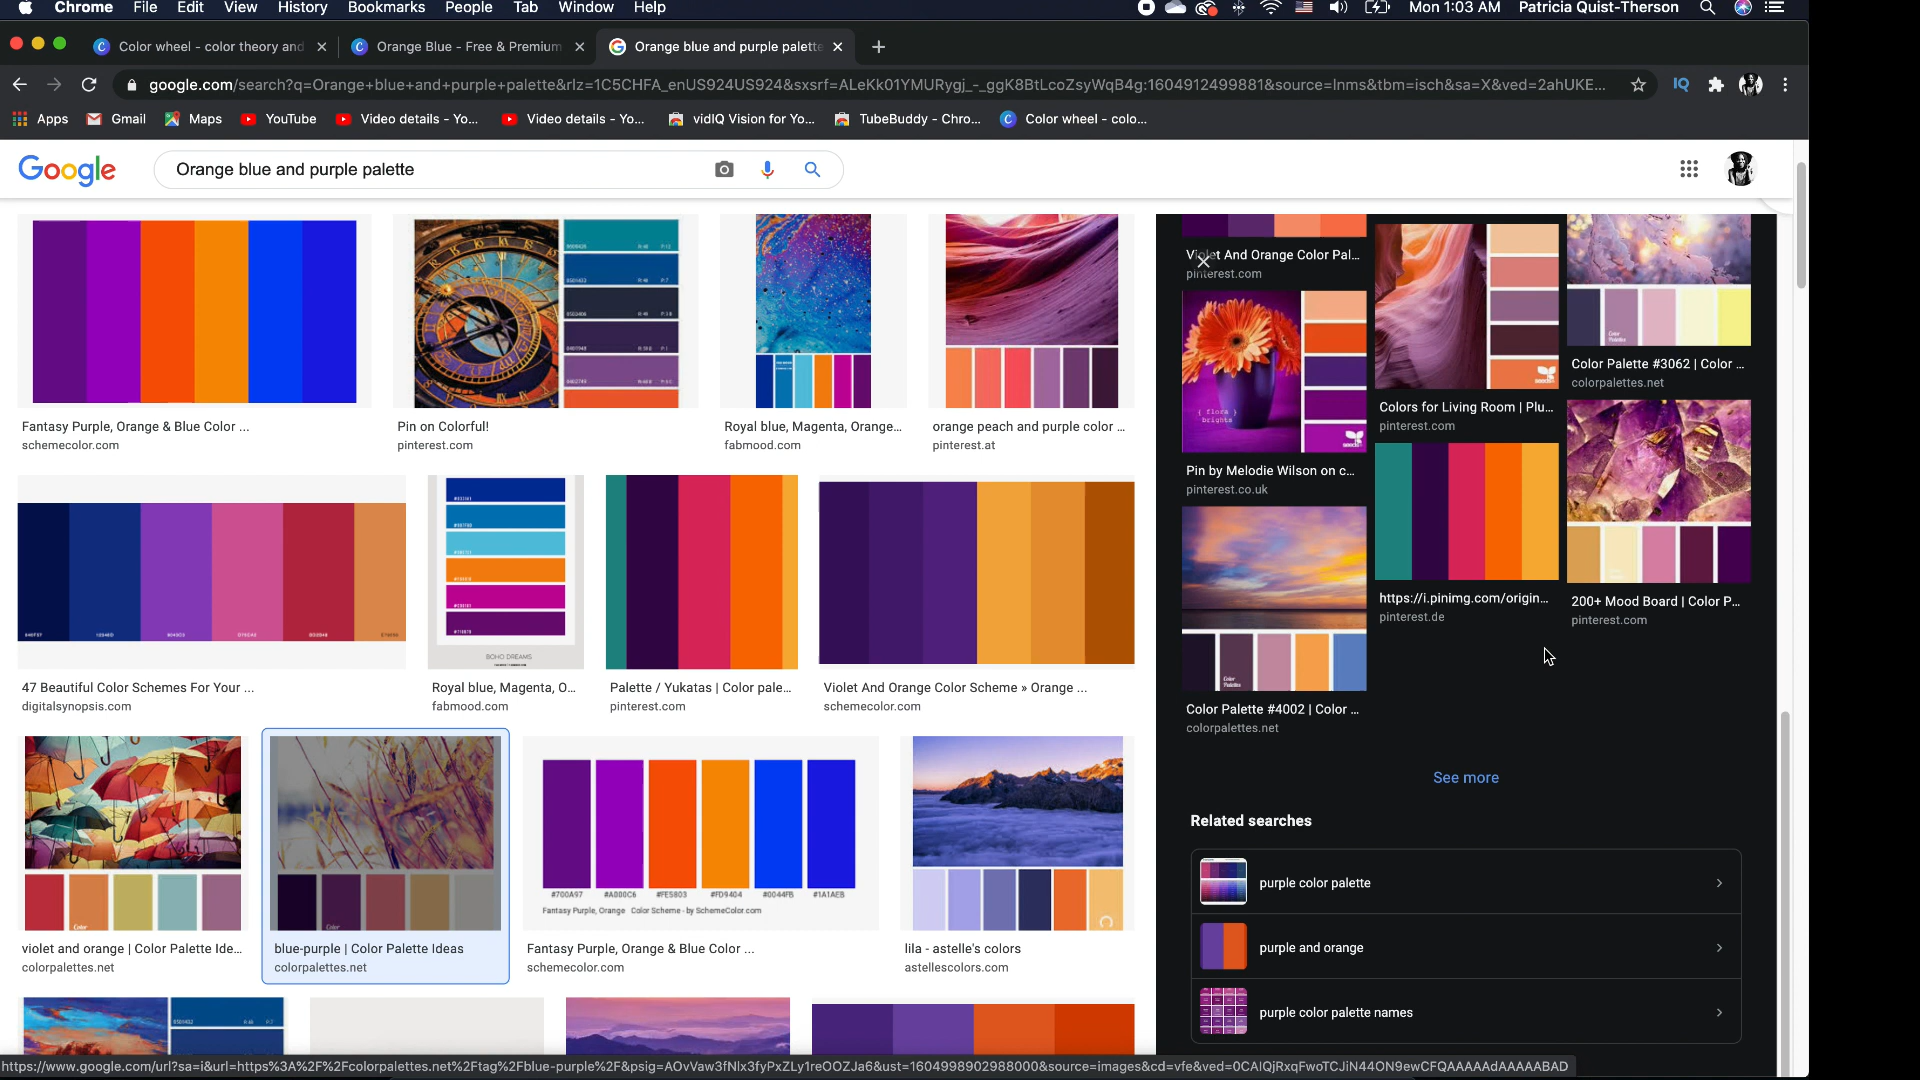 Chrome File Edit View History Bookmarks People Tab Window Help Mon 1:03 AM Patricia Quist-Therson
Color wheel - color theory and
Orange Blue - Free & Premium
Orange blue and purple palette
google.com/search?q=Orange+blue+and+purple+palette&rlz=1C5CHFA_enUS924US924&sxsrf=ALeKk01YMURygj_-_ggK8BtLcoZsyWqB4g:1604912499881&source=lnms&tbm=isch&sa=X&ved=2ahUKE...
Apps Gmail Maps YouTube Video details - Yo... Video details - Yo... vidIQ Vision for Yo... TubeBuddy - Chro... Color wheel - colo...
Google
Orange blue and purple palette
Fantasy Purple, Orange & Blue Color ...
schemecolor.com
Pin on Colorful!
pinterest.com
Royal blue, Magenta, Orange...
fabmood.com
orange peach and purple color ...
pinterest.at
47 Beautiful Color Schemes For Your ...
digitalsynopsis.com
BOHO DREAMS
Royal blue, Magenta, O...
fabmood.com
Palette / Yukatas | Color pale...
pinterest.com
Violet And Orange Color Scheme » Orange ...
schemecolor.com
violet and orange | Color Palette Ide...
colorpalettes.net
blue-purple | Color Palette Ideas
colorpalettes.net
#700A97 #A000C6 #FE5803 #FD9404 #0044FB #1A1AEB
Fantasy Purple, Orange Color Scheme - by SchemeColor.com
Fantasy Purple, Orange & Blue Color ...
schemecolor.com
lila - astelle's colors
astellescolors.com
Violet And Orange Color Pal...
pinterest.com
{ flora }
brights
seeds
Pin by Melodie Wilson on c...
pinterest.co.uk
Color Palettes
Color Palette #4002 | Color ...
colorpalettes.net
seeds
Colors for Living Room | Plu...
pinterest.com
https://i.pinimg.com/origin...
pinterest.de
Color Palettes
Color Palette #3062 | Color ...
colorpalettes.net
200+ Mood Board | Color P...
pinterest.com
See more
Related searches
purple color palette
purple and orange
purple color palette names
https://www.google.com/url?sa=i&url=https%3A%2F%2Fcolorpalettes.net%2Ftag%2Fblue-purple%2F&psig=AOvVaw3fNlx3fyPxZLy1reOOZJa6&ust=1604998902988000&source=images&cd=vfe&ved=0CAIQjRxqFwoTCJiN44ON9ewCFQAAAAAdAAAAABAD